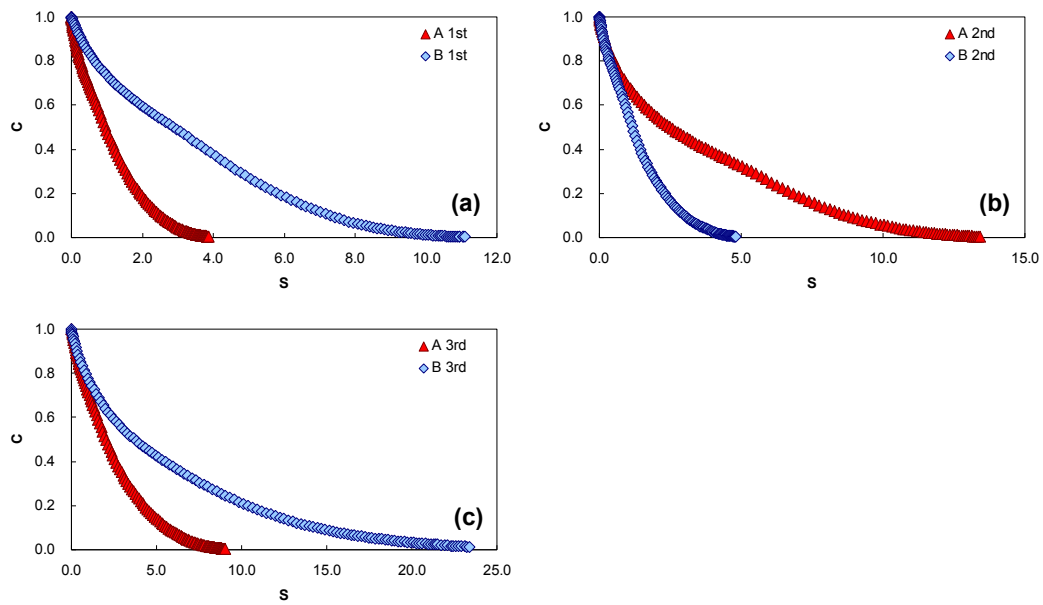 1.0
A 1st
B 1st
0.8
0.6
C
0.4
0.2
(a)
0.0
0.0 2.0 4.0 6.0 8.0 10.0 12.0
S
1.0
A 2nd
B 2nd
0.8
0.6
C
0.4
0.2
(b)
0.0
0.0 5.0 10.0 15.0
S
1.0
A 3rd
B 3rd
0.8
0.6
C
0.4
0.2
(c)
0.0
0.0 5.0 10.0 15.0 20.0 25.0
S